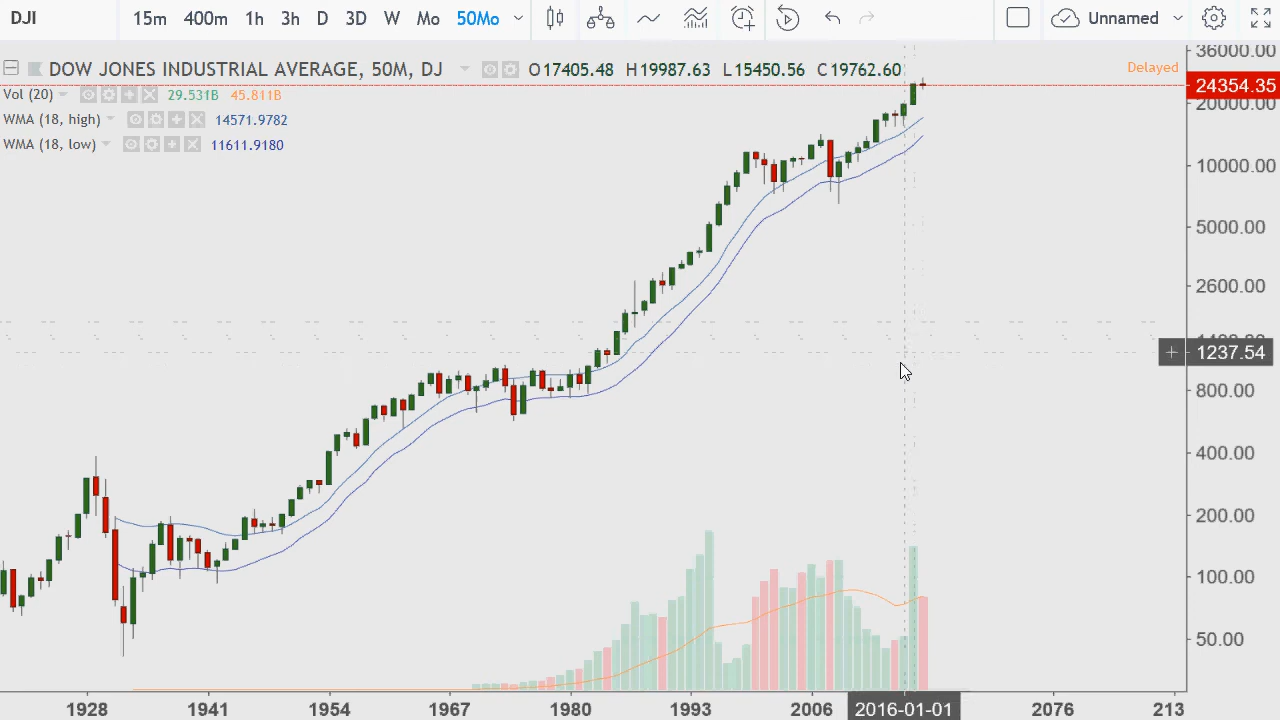 DJI 15m 400m 1h 3h D 3D W Mo 50Mo Unnamed
DOW JONES INDUSTRIAL AVERAGE, 50M, DJ O17405.48 H19987.63 L15450.56 C19762.60 Delayed
Vol (20) 29.531B 45.811B
WMA (18, high) 14571.9782
WMA (18, low) 11611.9180
36000.00
24354.35
20000.00
10000.00
5000.00
2600.00
1237.54
800.00
400.00
200.00
100.00
50.00
1928 1941 1954 1967 1980 1993 2006 2016-01-01 2076 213